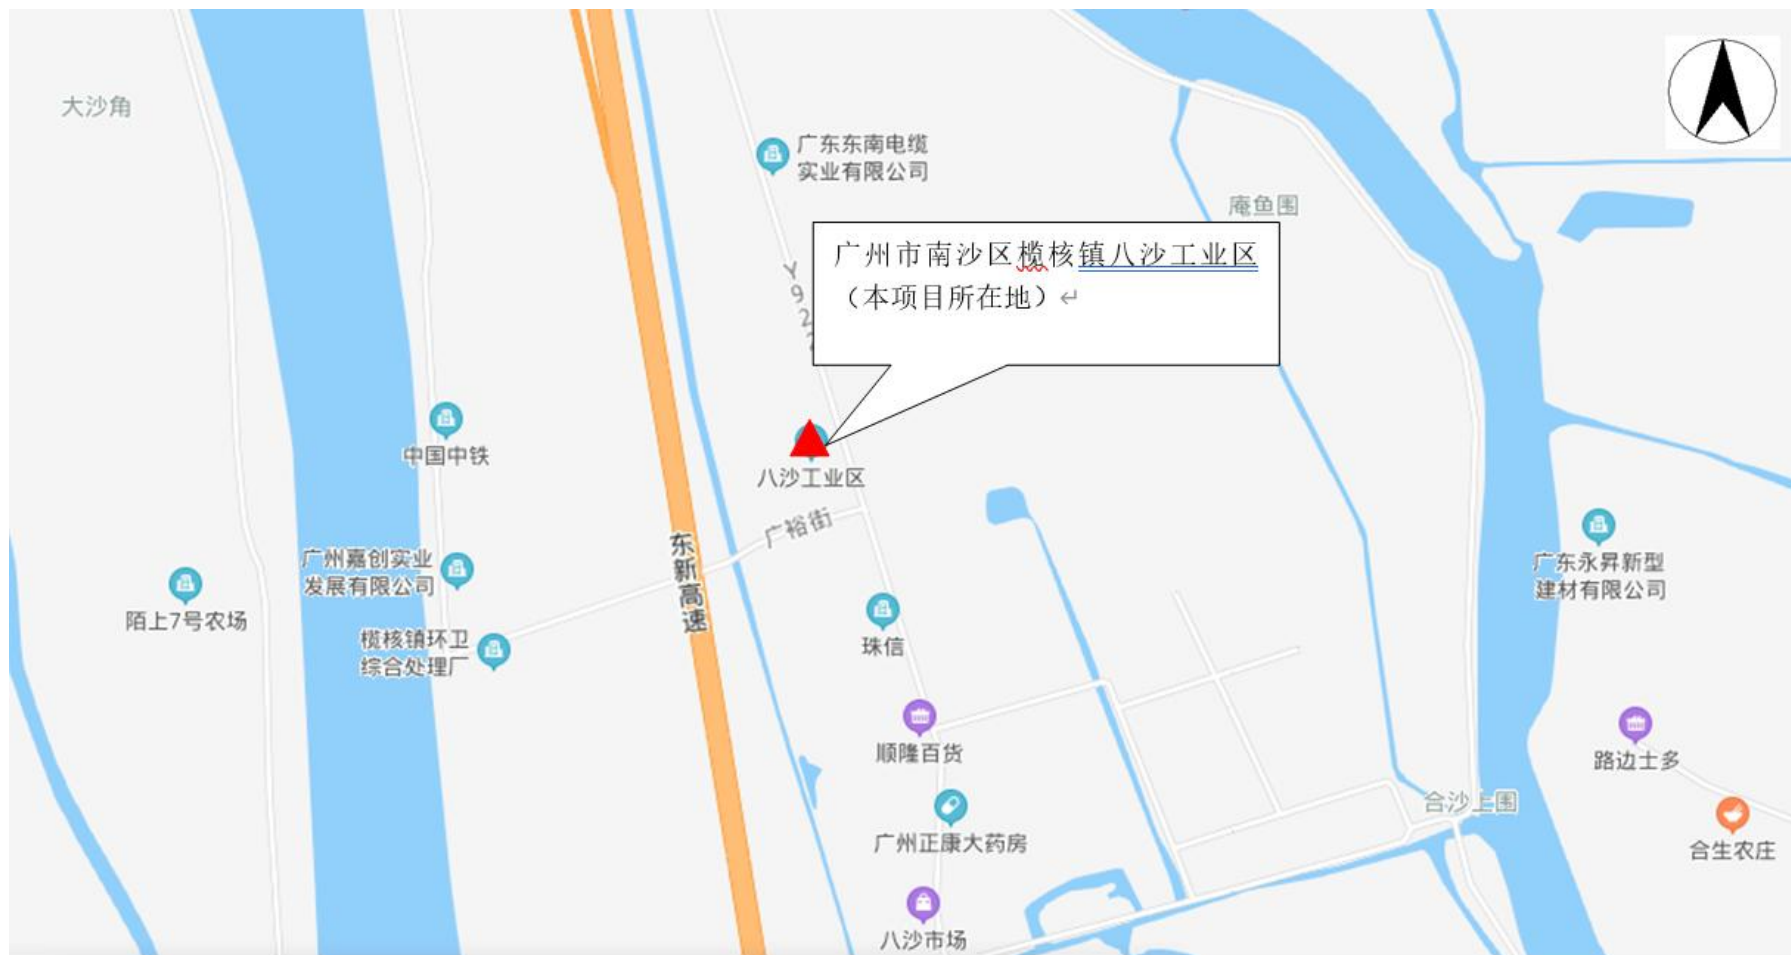 大沙角
广东东南电缆
实业有限公司
庵鱼围
广州市南沙区榄核镇八沙工业区
（本项目所在地）↵
Y92
中国中铁
八沙工业区
广裕街
东新高速
广州嘉创实业
发展有限公司
广东永昇新型
建材有限公司
陌上7号农场
榄核镇环卫
综合处理厂
珠信
顺隆百货
路边士多
合沙上围
广州正康大药房
合生农庄
八沙市场